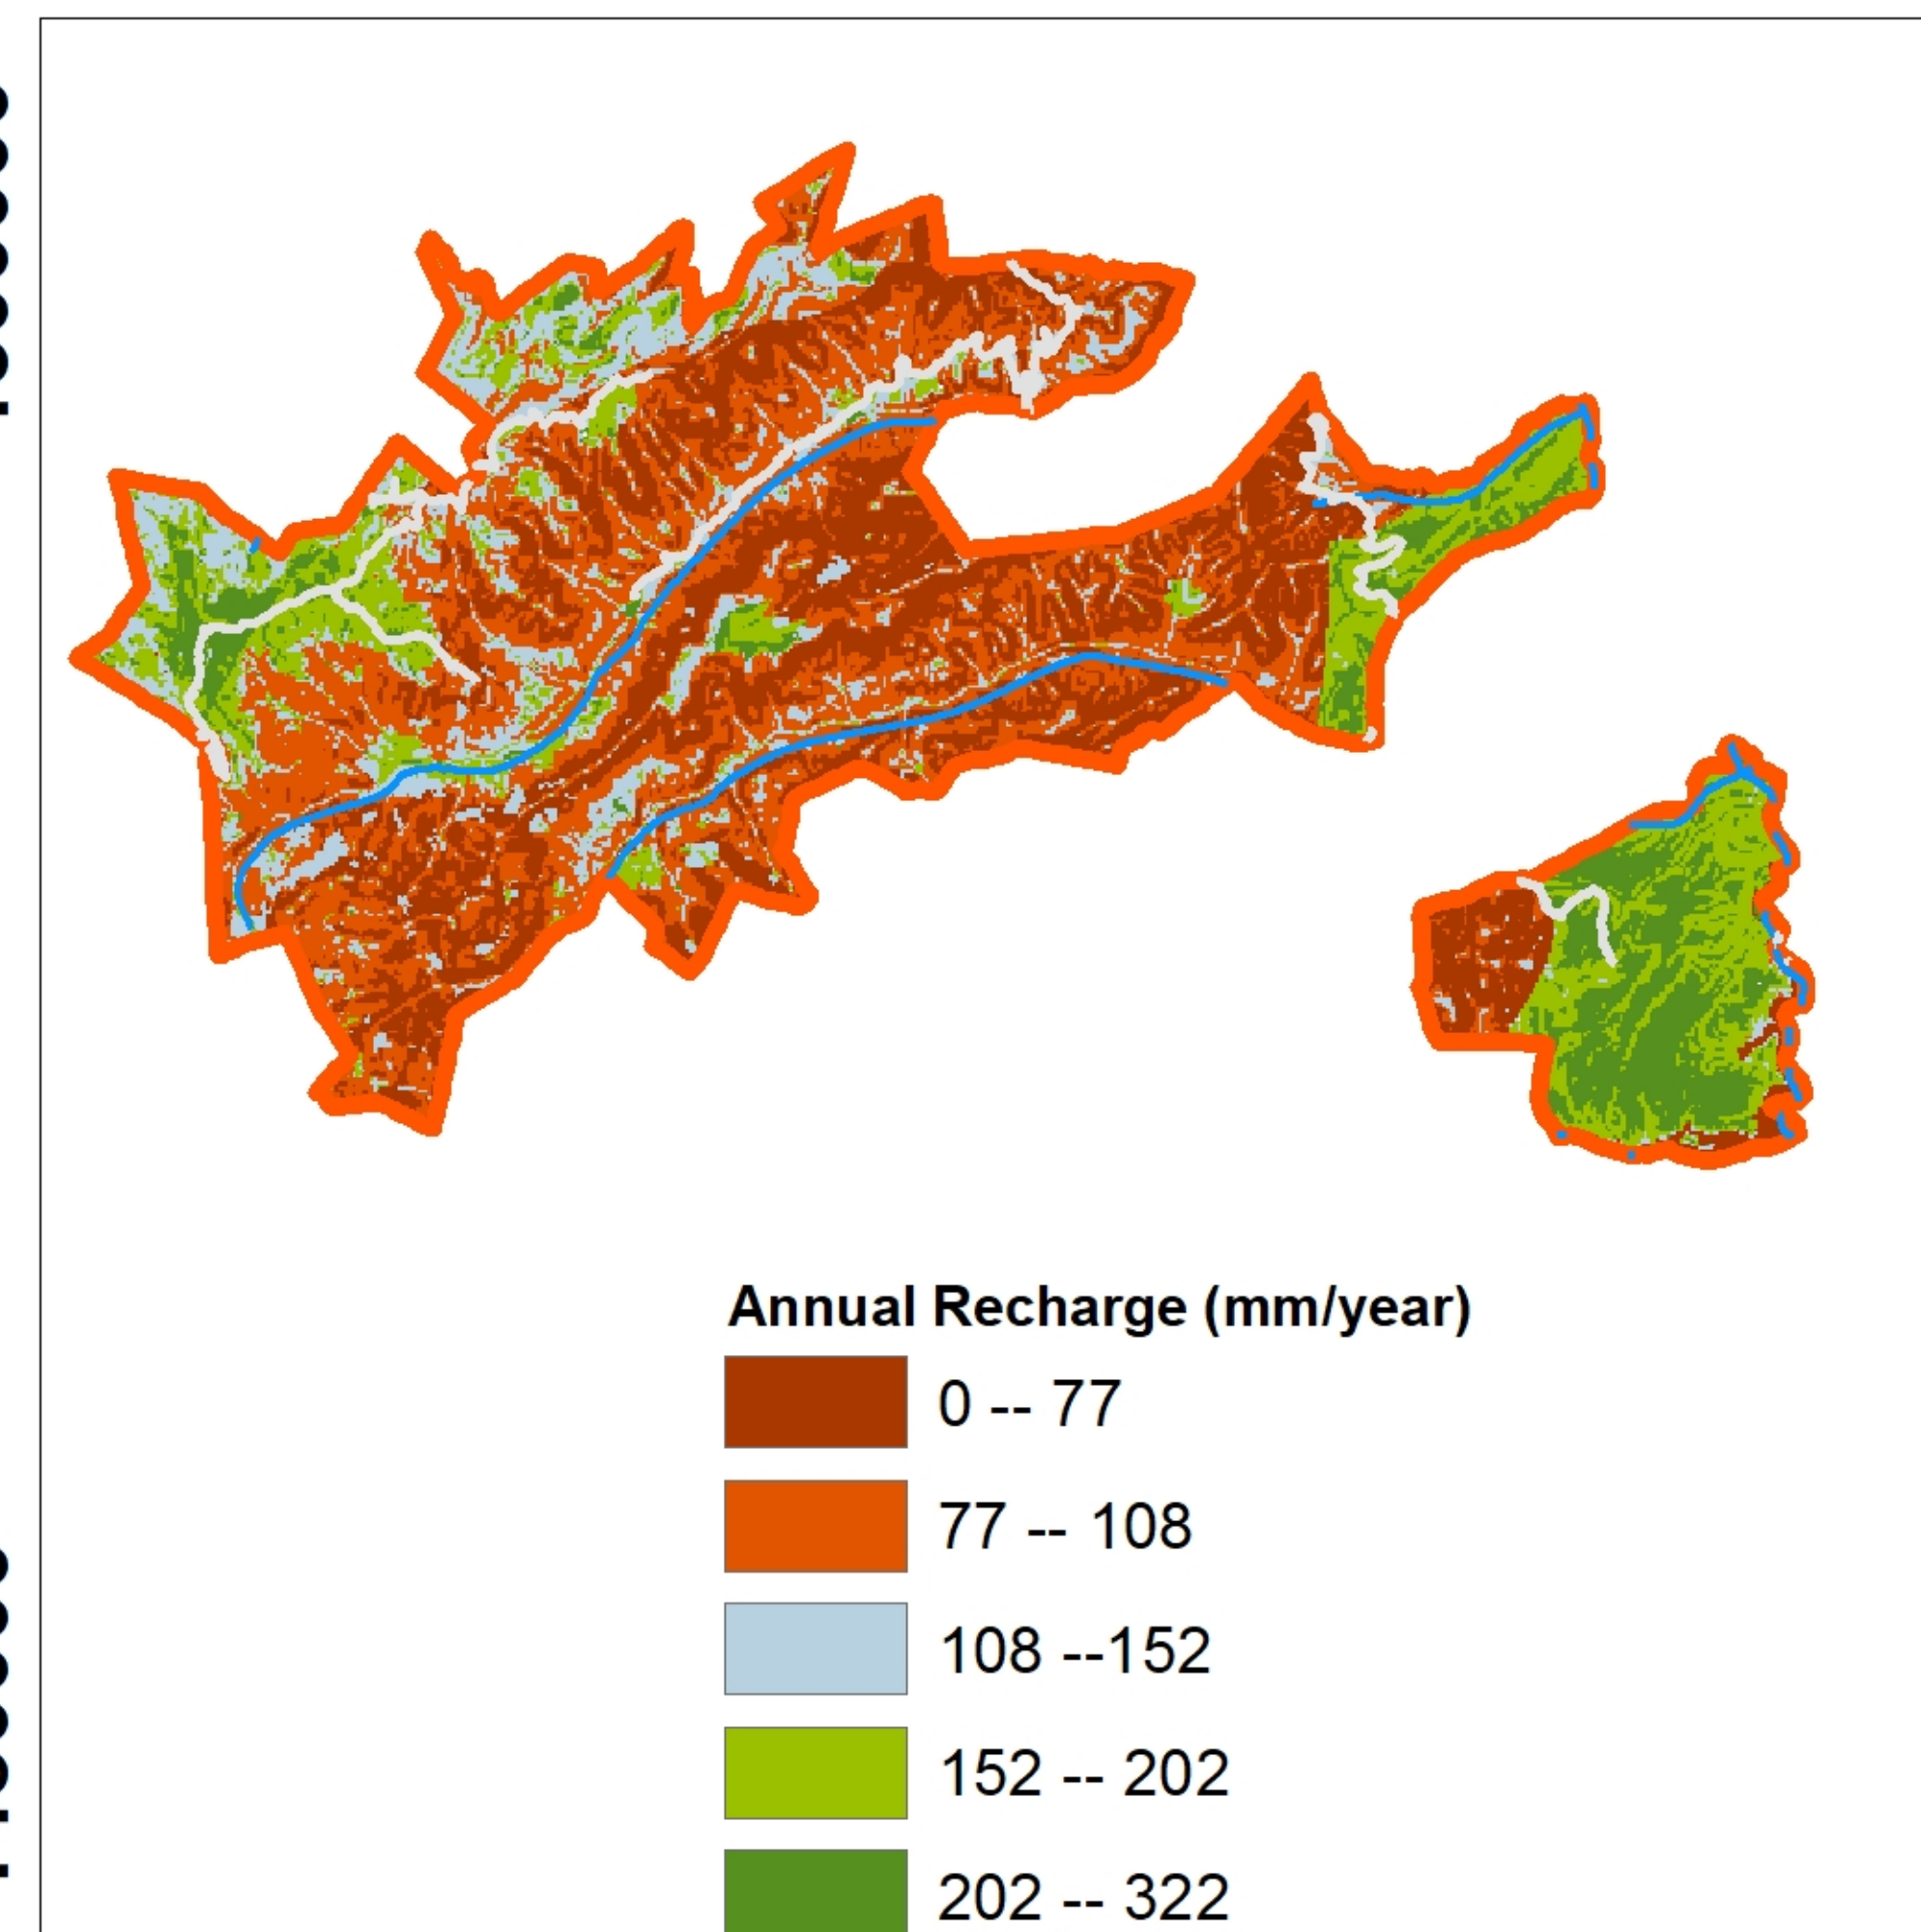 Annual Recharge (mm/year)
0 -- 77
77 -- 108
108 --152
152 -- 202
202 -- 322